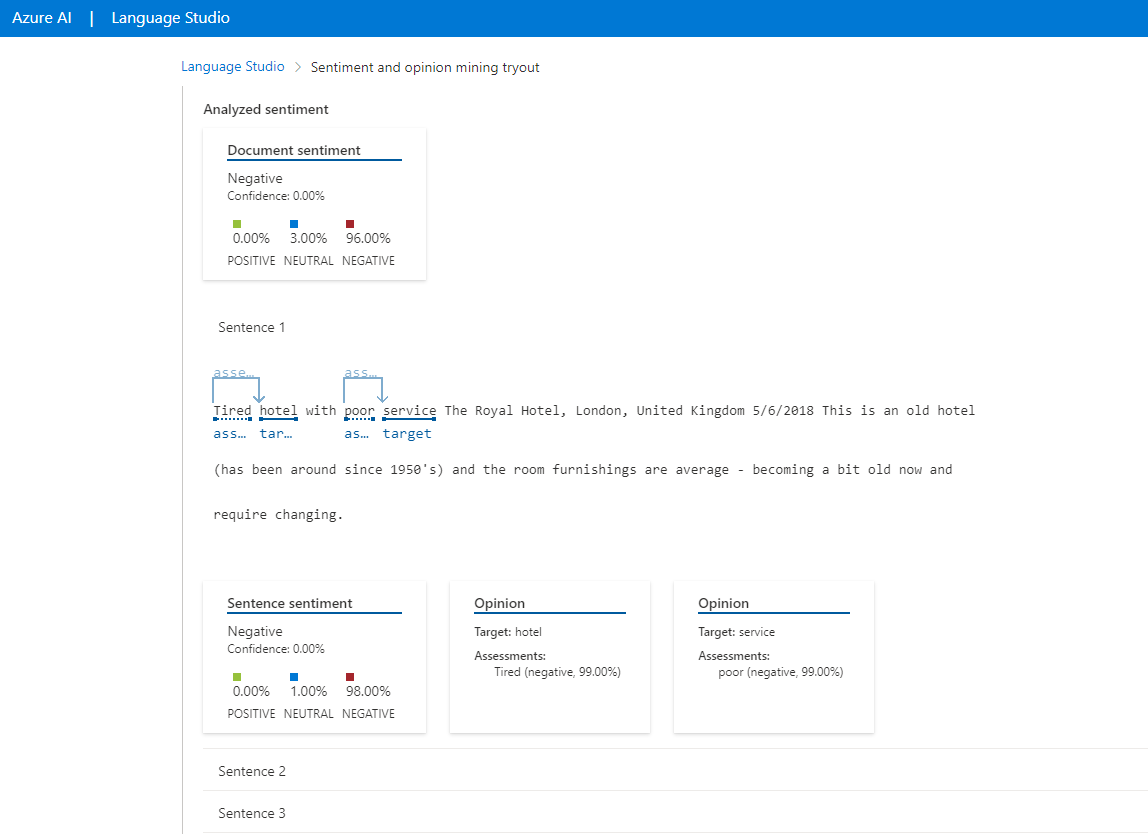 Azure AI | Language Studio
Language Studio > Sentiment and opinion mining tryout
Analyzed sentiment
Document sentiment
Negative
Confidence: 0.00%
0.00% 3.00% 96.00%
POSITIVE NEUTRAL NEGATIVE
Sentence 1
asse… ass…
Tired hotel with poor service The Royal Hotel, London, United Kingdom 5/6/2018 This is an old hotel
ass… tar… as… target
(has been around since 1950's) and the room furnishings are average - becoming a bit old now and
require changing.
Sentence sentiment
Negative
Confidence: 0.00%
0.00% 1.00% 98.00%
POSITIVE NEUTRAL NEGATIVE
Opinion
Target: hotel
Assessments:
Tired (negative, 99.00%)
Opinion
Target: service
Assessments:
poor (negative, 99.00%)
Sentence 2
Sentence 3